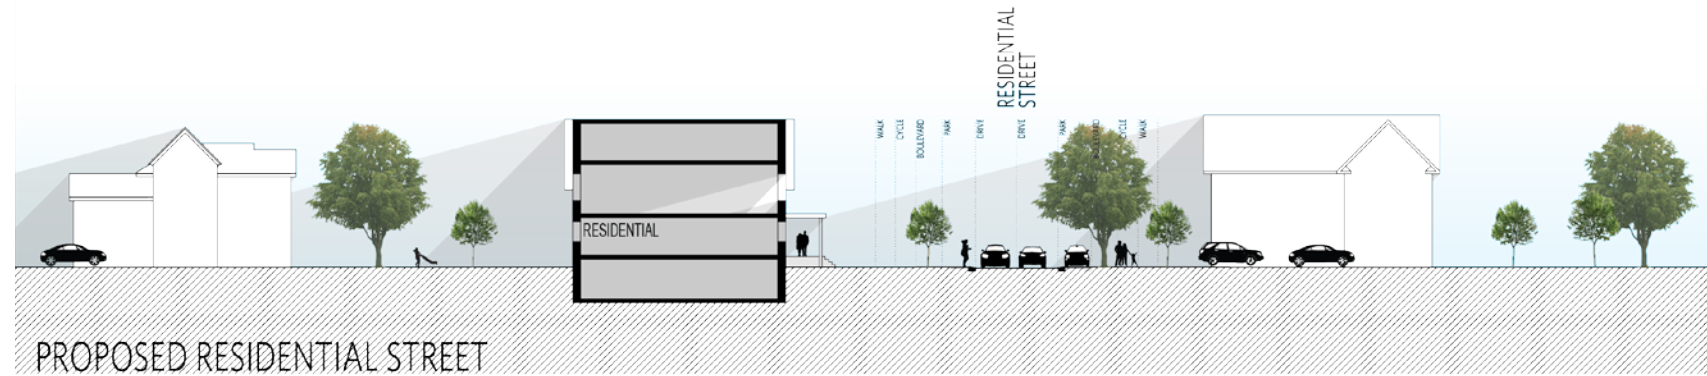 RESIDENTIAL
STREET
WALK
CYCLE
BOULEVARD
PARK
DRIVE
DRIVE
PARK
BOULEVARD
CYCLE
WALK
RESIDENTIAL
PROPOSED RESIDENTIAL STREET